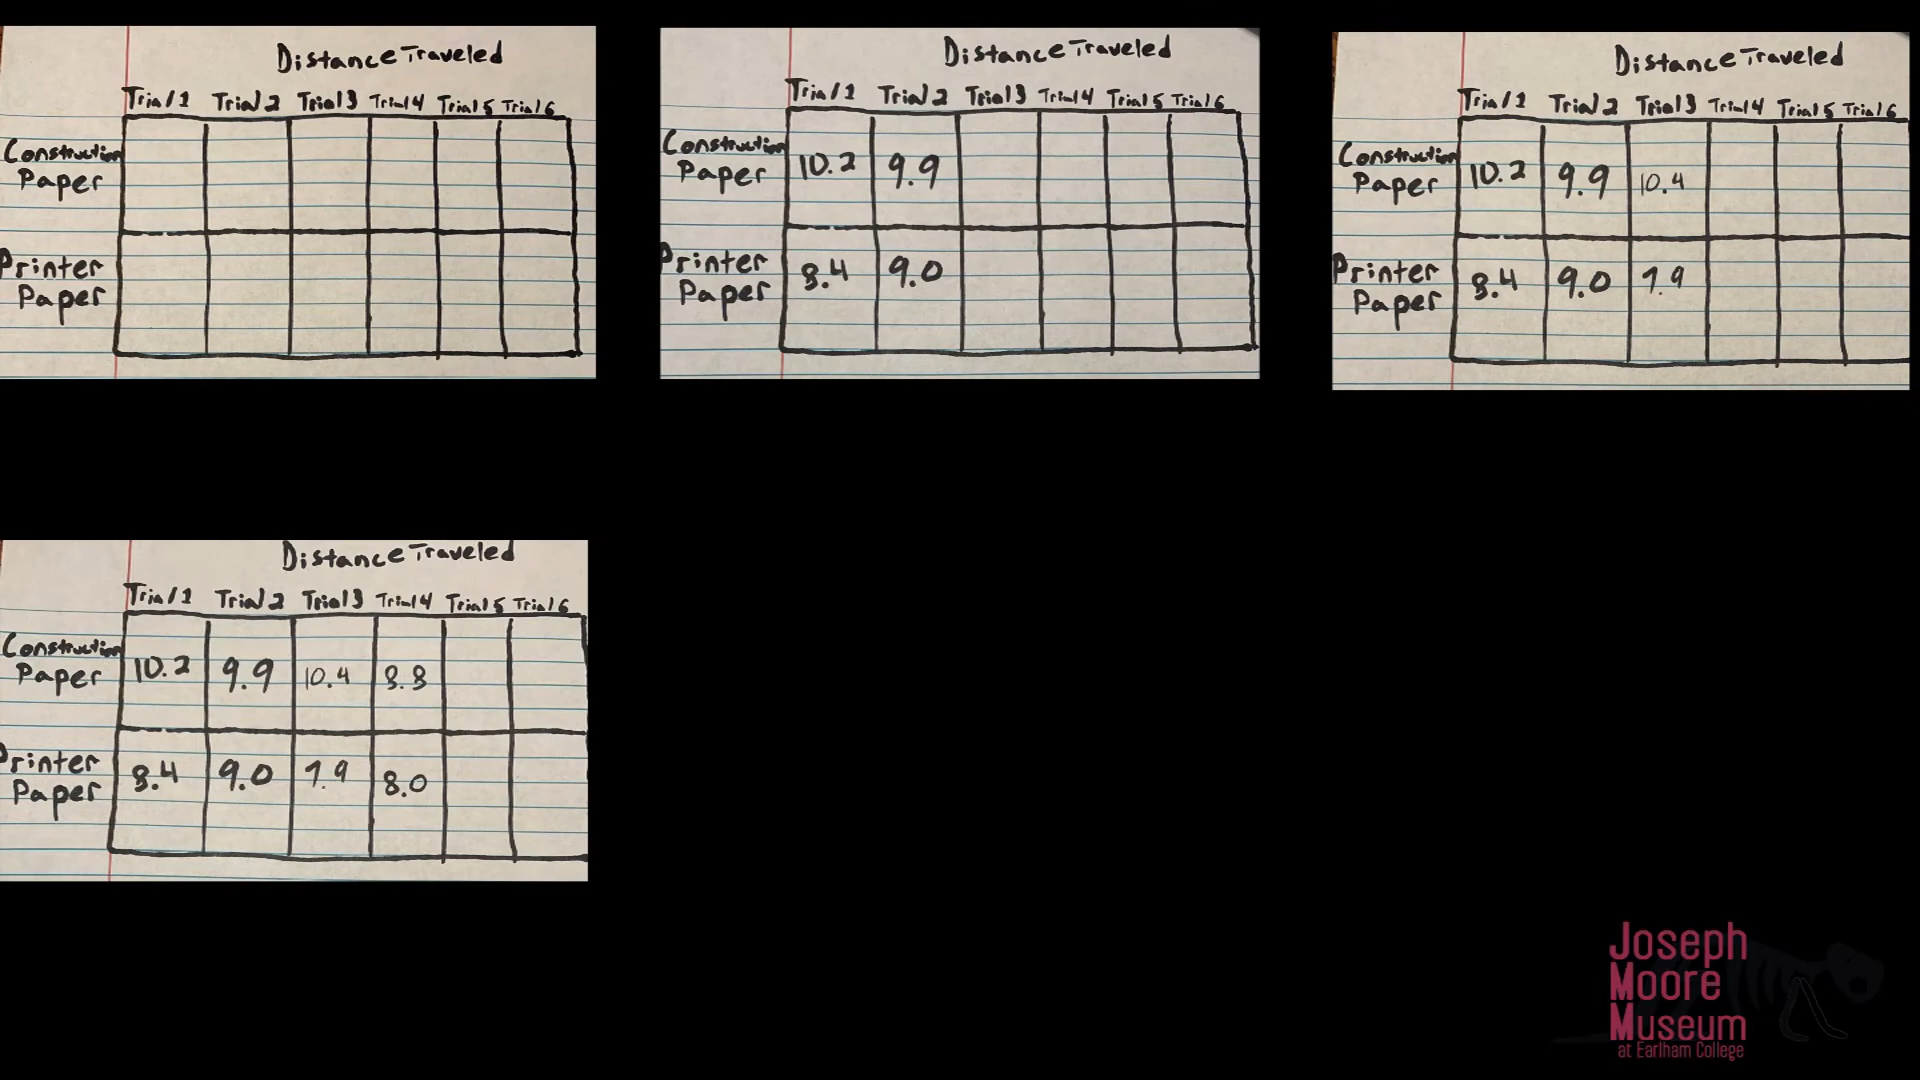 Distance Traveled
Trial 1 Trial 2 Trial 3 Trial 4 Trial 5 Trial 6
Construction
Paper
Printer
Paper
Distance Traveled
Trial 1 Trial 2 Trial 3 Trial 4 Trial 5 Trial 6
Construction
Paper 10.2 9.9
Printer
Paper 8.4 9.0
Distance Traveled
Trial 1 Trial 2 Trial 3 Trial 4 Trial 5 Trial 6
Construction
Paper 10.2 9.9 10.4
Printer
Paper 8.4 9.0 7.9
Distance Traveled
Trial 1 Trial 2 Trial 3 Trial 4 Trial 5 Trial 6
Construction
Paper 10.2 9.9 10.4 8.8
Printer
Paper 8.4 9.0 7.9 8.0
Joseph
Moore
Museum
at Earlham College